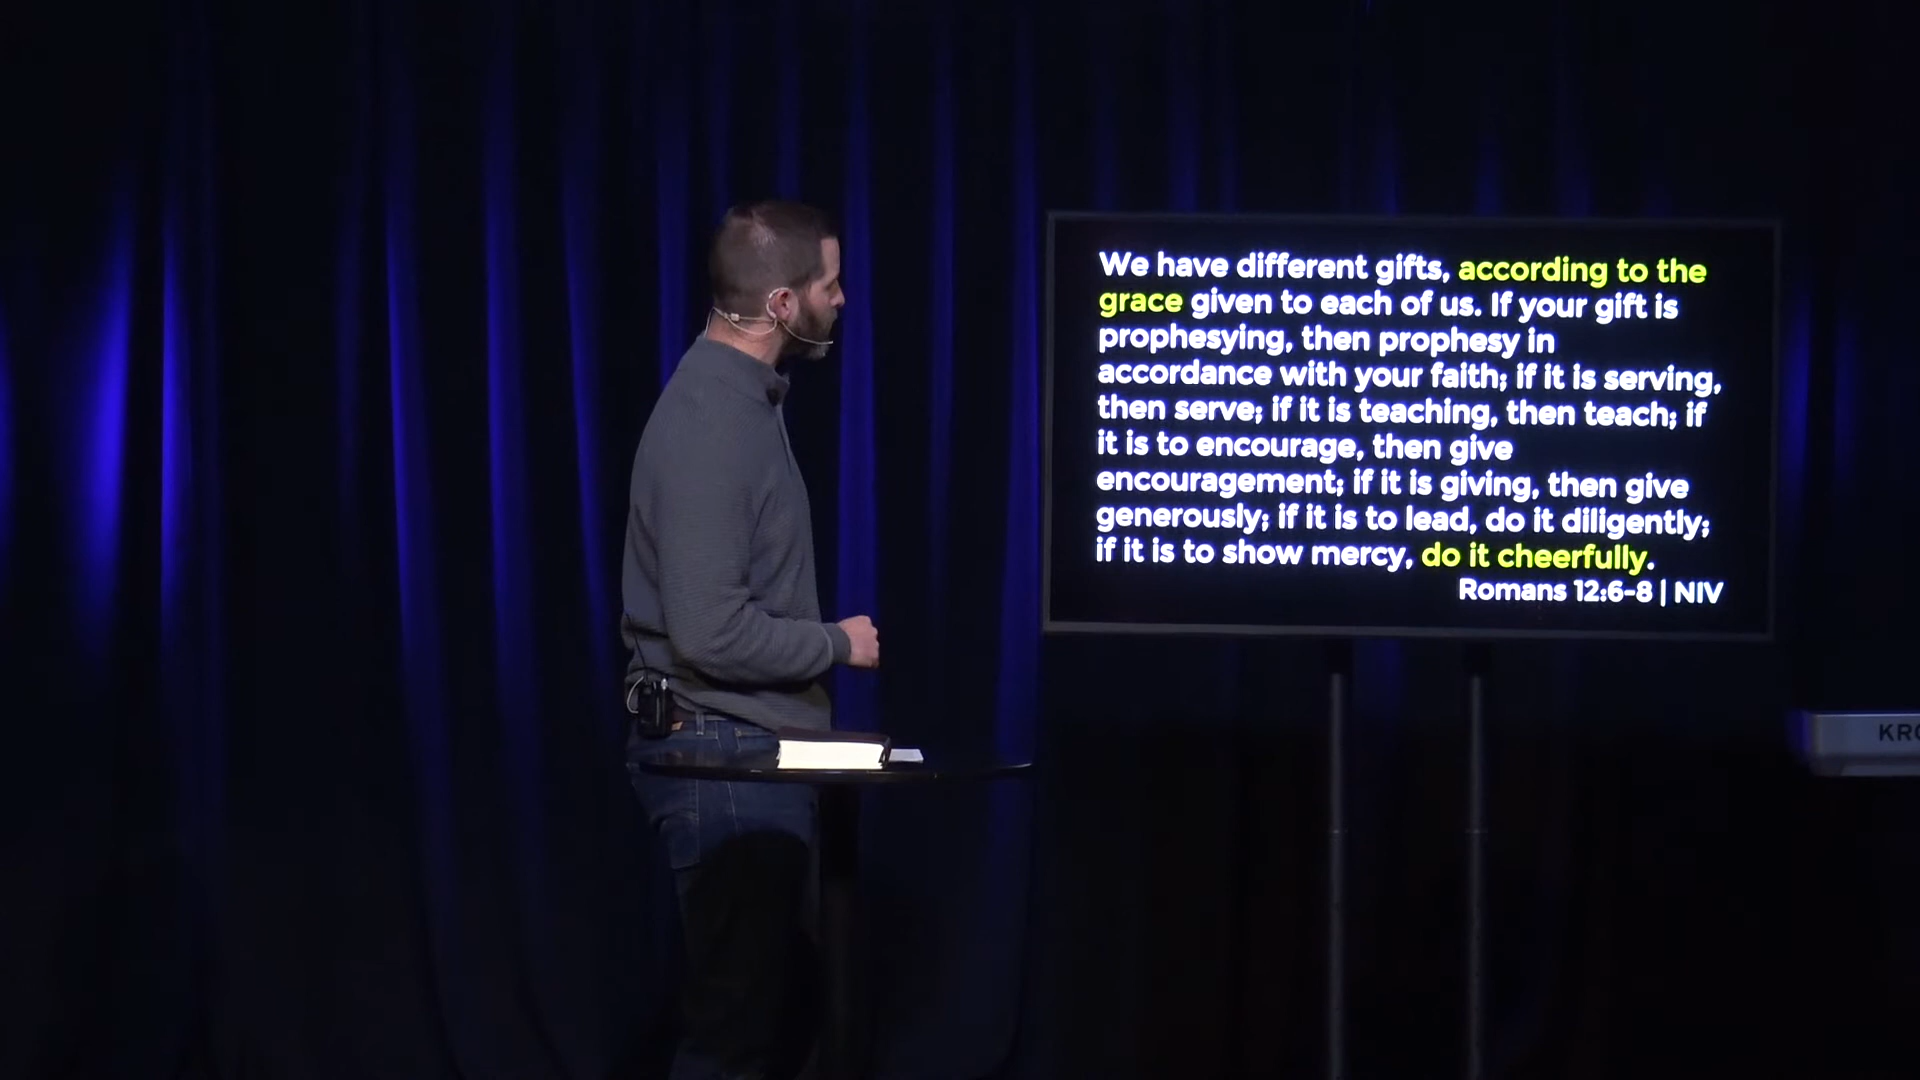 We have different gifts, according to the
grace given to each of us. If your gift is
prophesying, then prophesy in
accordance with your faith; if it is serving,
then serve; if it is teaching, then teach; if
it is to encourage, then give
encouragement; if it is giving, then give
generously; if it is to lead, do it diligently;
if it is to show mercy, do it cheerfully.
Romans 12:6-8 | NIV